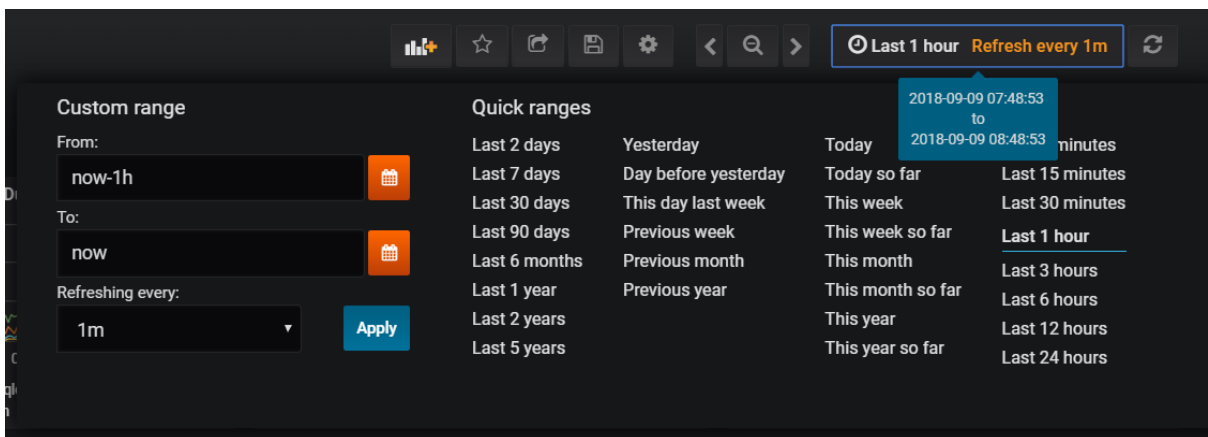 Last 1 hour Refresh every 1m
2018-09-09 07:48:53
to
2018-09-09 08:48:53
Custom range
From:
now-1h
To:
now
Refreshing every:
1m
Apply
Quick ranges
Last 2 days
Last 7 days
Last 30 days
Last 90 days
Last 6 months
Last 1 year
Last 2 years
Last 5 years
Yesterday
Day before yesterday
This day last week
Previous week
Previous month
Previous year
Today
Today so far
This week
This week so far
This month
This month so far
This year
This year so far
minutes
Last 15 minutes
Last 30 minutes
Last 1 hour
Last 3 hours
Last 6 hours
Last 12 hours
Last 24 hours